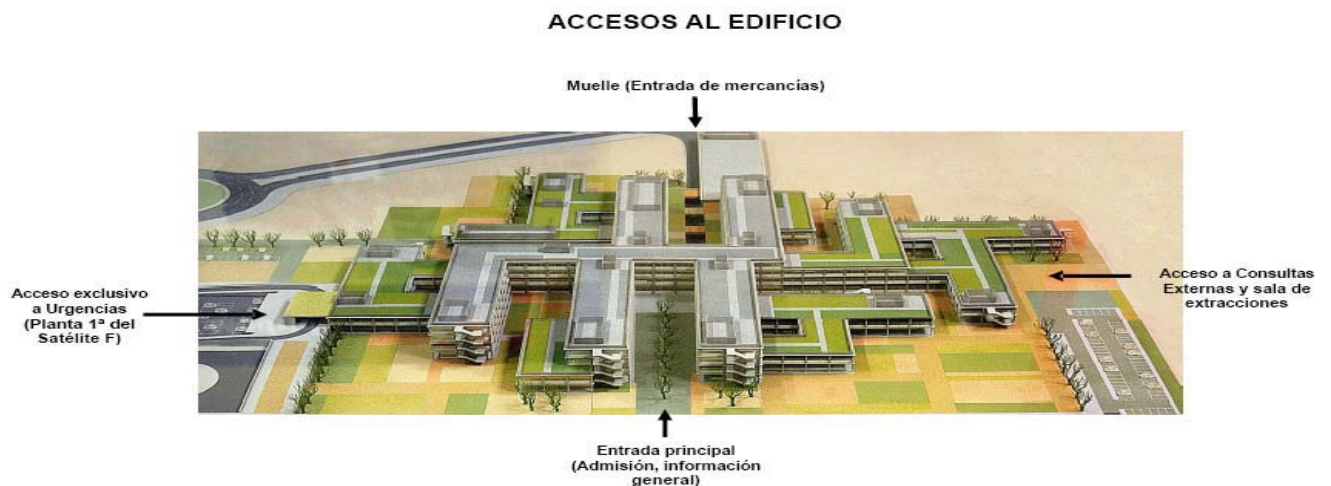 ACCESOS AL EDIFICIO
Muelle (Entrada de mercancías)
Acceso exclusivo
a Urgencias
(Planta 1ª del
Satélite F)
Acceso a Consultas
Externas y sala de
extracciones
Entrada principal
(Admisión, información
general)